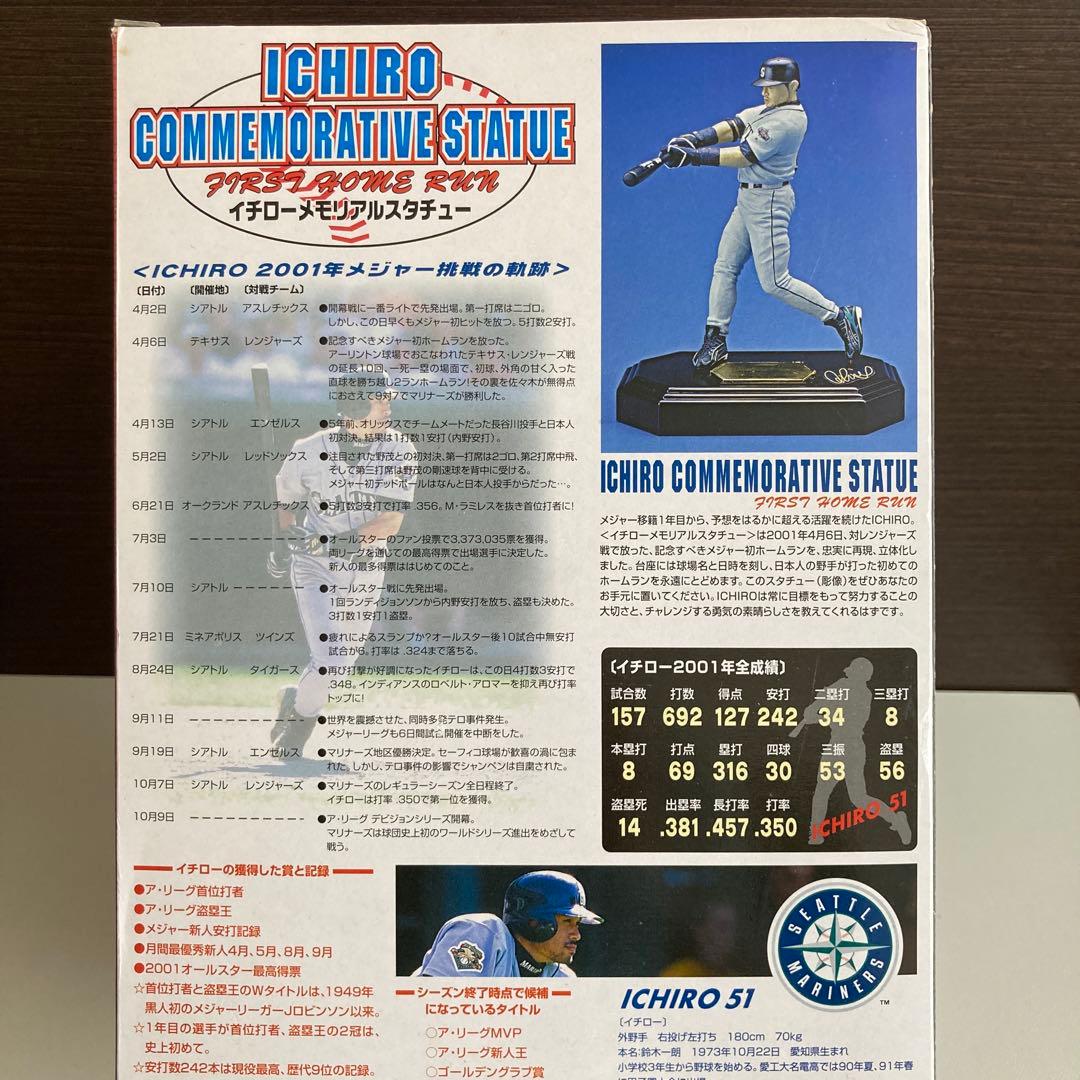 ICHIRO
COMMEMORATIVE STATUE
FIRST HOME RUN
イチローメモリアルスタチュー
<ICHIRO 2001年メジャー挑戦の軌跡>
〔日付〕 〔開催地〕 〔対戦チーム〕
4月2日 シアトル アスレチックス ●開幕戦に一番ライトで先発出場。第一打席は二ゴロ。
しかし、この日早くもメジャー初ヒットを放つ。5打数2安打。
4月6日 テキサス レンジャーズ ●記念すべきメジャー初ホームランを放った。
アーリントン球場でおこなわれたテキサス・レンジャーズ戦
の延長10回、一死一塁の場面で、初球、外角の甘く入った
直球を勝ち越し2ランホームラン!その裏を佐々木が無得点
におさえて9対7でマリナーズが勝利した。
4月13日 シアトル エンゼルス ●5年前、オリックスでチームメートだった長谷川投手と日本人
初対決。結果は1打数1安打(内野安打)。
5月2日 シアトル レッドソックス ●注目された野茂との初対決、第一打席は2ゴロ、第2打席中飛、
そして第三打席は野茂の剛速球を背中に受ける。
メジャー初デッドボールはなんと日本人投手からだった…。
6月21日 オークランド アスレチックス ●5打数3安打で打率.356。M・ラミレスを抜き首位打者に!
7月3日 ●オールスターのファン投票で3,373,035票を獲得。
両リーグを通しての最高得票で出場選手に決定した。
新人の最多得票ははじめてのこと。
7月10日 シアトル ●オールスター戦に先発出場。
1回ランディジョンソンから内野安打を放ち、盗塁も決めた。
3打数1安打1盗塁。
7月21日 ミネアポリス ツインズ ●疲れによるスランプか?オールスター後10試合中無安打
試合が6。打率は.324まで落ちる。
8月24日 シアトル タイガース ●再び打撃が好調になったイチローは、この日4打数3安打で
.348。インディアンスのロベルト・アロマーを抑え再び打率
トップに!
9月11日 ●世界を震撼させた、同時多発テロ事件発生。
メジャーリーグも6日間試合開催を中断をした。
9月19日 シアトル エンゼルス ●マリナーズ地区優勝決定。セーフィコ球場が歓喜の渦に包ま
れた。しかし、テロ事件の影響でシャンペンは自粛された。
10月7日 シアトル レンジャーズ ●マリナーズのレギュラーシーズン全日程終了。
イチローは打率.350で第一位を獲得。
10月9日 ●ア・リーグ デビジョンシリーズ開幕。
マリナーズは球団史上初のワールドシリーズ進出をめざして
戦う。
ICHIRO COMMEMORATIVE STATUE
FIRST HOME RUN
メジャー移籍1年目から、予想をはるかに超える活躍を続けたICHIRO。
<イチローメモリアルスタチュー>は2001年4月6日、対レンジャーズ
戦で放った、記念すべきメジャー初ホームランを、忠実に再現、立体化し
ました。台座には球場名と日時を刻し、日本人の野手が打った初めての
ホームランを永遠にとどめます。このスタチュー(彫像)をぜひあなたの
お手元に置いてください。ICHIROは常に目標をもって努力することの
大切さと、チャレンジする勇気の素晴らしさを教えてくれるはずです。
〔イチロー2001年全成績〕
試合数 打数 得点 安打 二塁打 三塁打
157 692 127 242 34 8
本塁打 打点 塁打 四球 三振 盗塁
8 69 316 30 53 56
盗塁死 出塁率 長打率 打率
14 .381 .457 .350
ICHIRO 51
イチローの獲得した賞と記録
●ア・リーグ首位打者
●ア・リーグ盗塁王
●メジャー新人安打記録
●月間最優秀新人4月、5月、8月、9月
●2001オールスター最高得票
☆首位打者と盗塁王のWタイトルは、1949年
黒人初のメジャーリーガーJロビンソン以来。
☆1年目の選手が首位打者、盗塁王の2冠は、
史上初めて。
☆安打数242本は現役最高、歴代9位の記録。
シーズン終了時点で候補
になっているタイトル
○ア・リーグMVP
○ア・リーグ新人王
○ゴールデングラブ賞
SEATTLE
MARINERS
TM
ICHIRO 51
〔イチロー〕
外野手 右投げ左打ち 180cm 70kg
本名:鈴木一朗 1973年10月22日 愛知県生まれ
小学校3年生から野球を始める。愛工大名電高では90年夏、91年春